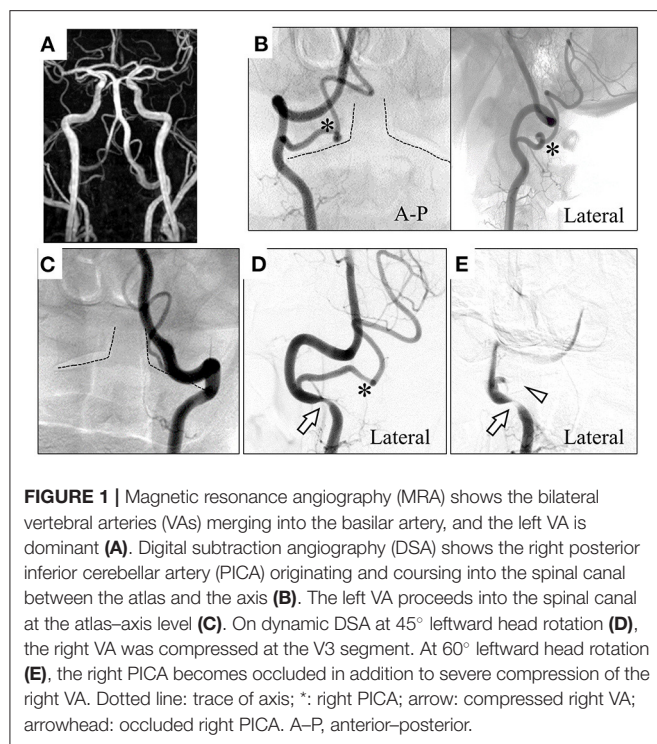 A
B
*
A-P
*
Lateral
C
D
*
Lateral
E
Lateral
FIGURE 1 | Magnetic resonance angiography (MRA) shows the bilateral
vertebral arteries (VAs) merging into the basilar artery, and the left VA is
dominant (A). Digital subtraction angiography (DSA) shows the right posterior
inferior cerebellar artery (PICA) originating and coursing into the spinal canal
between the atlas and the axis (B). The left VA proceeds into the spinal canal
at the atlas–axis level (C). On dynamic DSA at 45° leftward head rotation (D),
the right VA was compressed at the V3 segment. At 60° leftward head rotation
(E), the right PICA becomes occluded in addition to severe compression of the
right VA. Dotted line: trace of axis; *: right PICA; arrow: compressed right VA;
arrowhead: occluded right PICA. A–P, anterior–posterior.